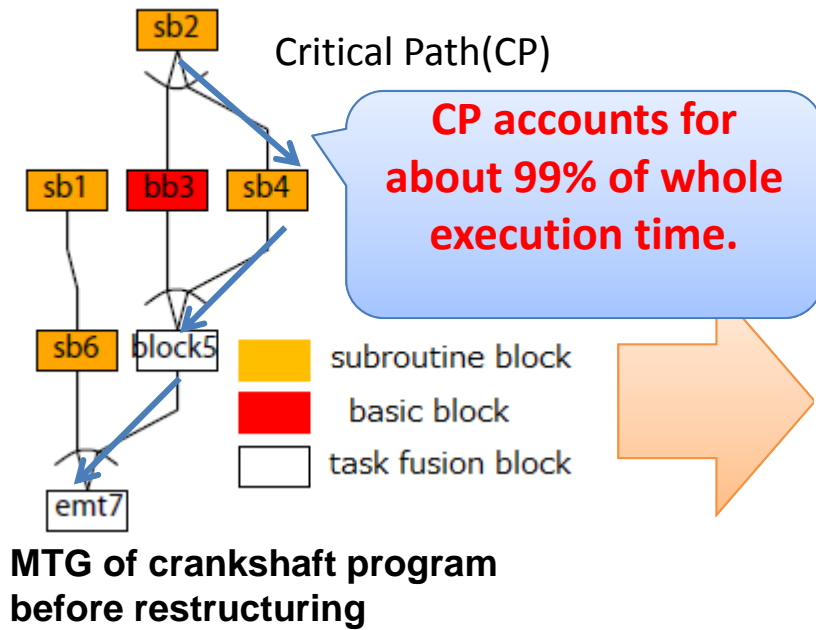 sb2
Critical Path(CP)
CP accounts for
about 99% of whole
execution time.
sb1
bb3
sb4
sb6
block5
subroutine block
basic block
task fusion block
emt7
MTG of crankshaft program
before restructuring